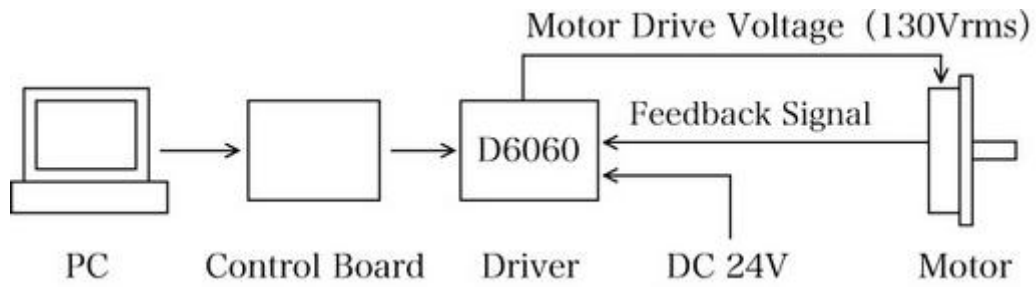 Motor Drive Voltage (130Vrms)
Feedback Signal
D6060
PC
Control Board
Driver
DC 24V
Motor